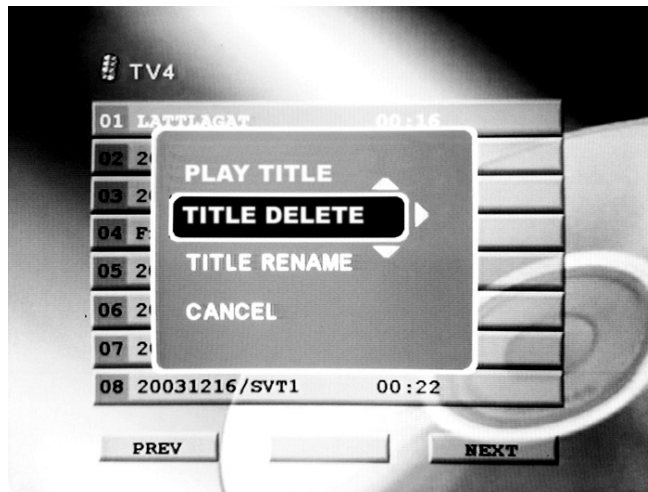 TV4
01 LATTLAGAT 00:16
02 20
03 20
04 F
05 20
06 20
07 20
08 20031216/SVT1 00:22
PLAY TITLE
TITLE DELETE
TITLE RENAME
CANCEL
PREV
NEXT